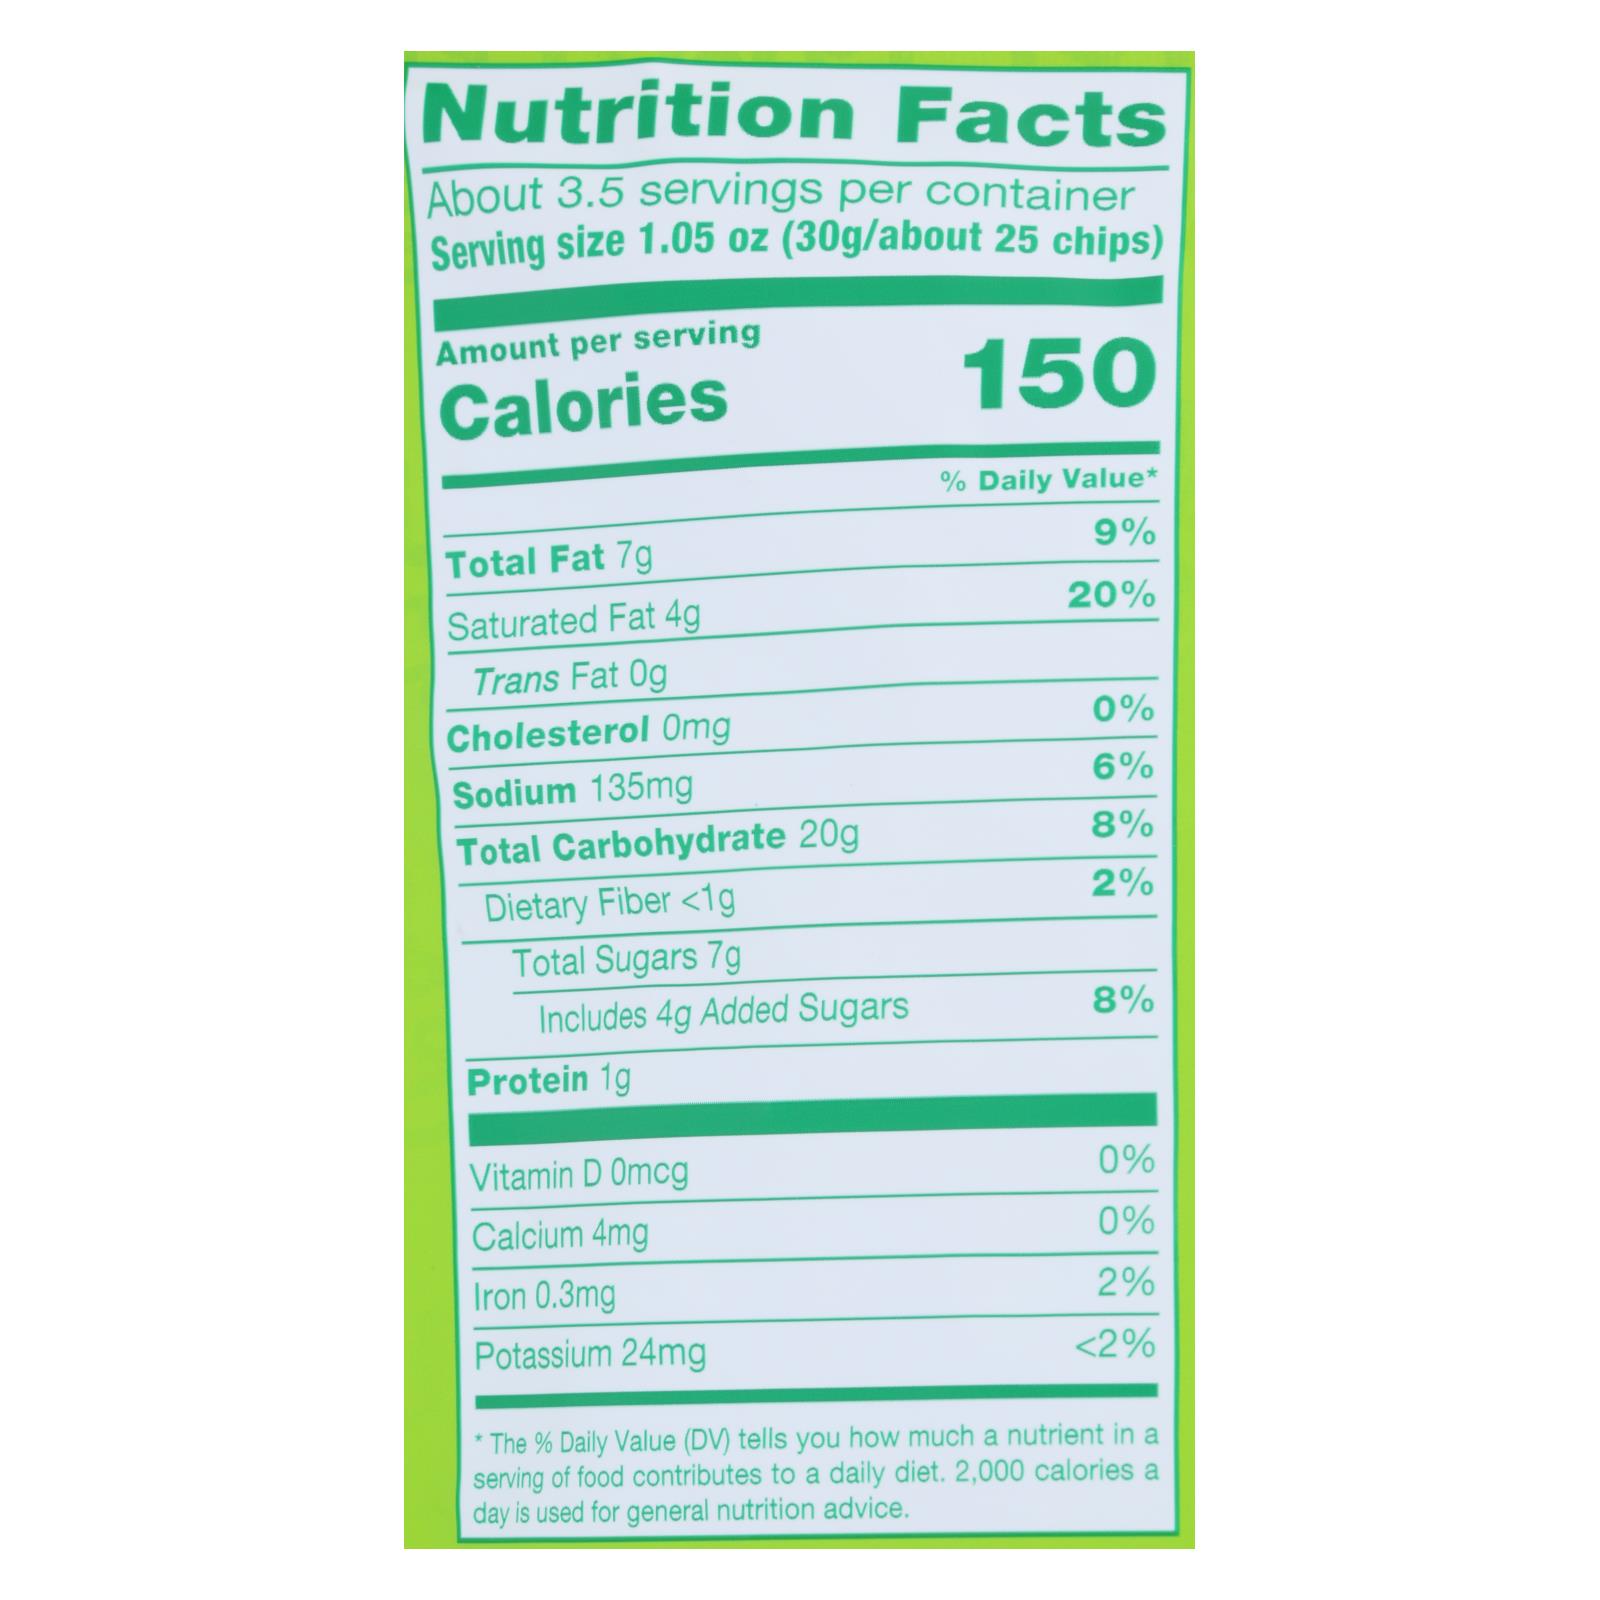 Nutrition Facts
About 3.5 servings per container
Serving size 1.05 oz (30g/about 25 chips)
Amount per serving
Calories 150
% Daily Value*
Total Fat 7g 9%
Saturated Fat 4g 20%
Trans Fat 0g
Cholesterol 0mg 0%
Sodium 135mg 6%
Total Carbohydrate 20g 8%
Dietary Fiber <1g 2%
Total Sugars 7g
Includes 4g Added Sugars 8%
Protein 1g
Vitamin D 0mcg 0%
Calcium 4mg 0%
Iron 0.3mg 2%
Potassium 24mg <2%
* The % Daily Value (DV) tells you how much a nutrient in a
serving of food contributes to a daily diet. 2,000 calories a
day is used for general nutrition advice.